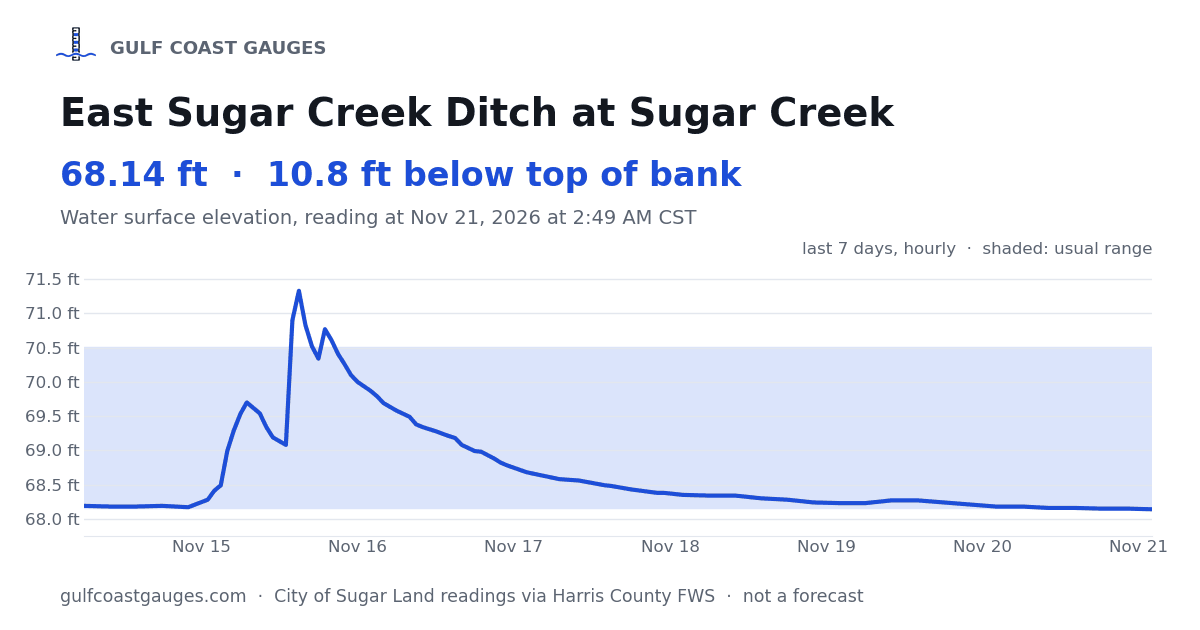 GULF COAST GAUGES
East Sugar Creek Ditch at Sugar Creek
68.14 ft · 10.8 ft below top of bank
Water surface elevation, reading at Nov 21, 2026 at 2:49 AM CST
last 7 days, hourly · shaded: usual range
71.5 ft
71.0 ft
70.5 ft
70.0 ft
69.5 ft
69.0 ft
68.5 ft
68.0 ft
Nov 15 Nov 16 Nov 17 Nov 18 Nov 19 Nov 20 Nov 21
gulfcoastgauges.com · City of Sugar Land readings via Harris County FWS · not a forecast